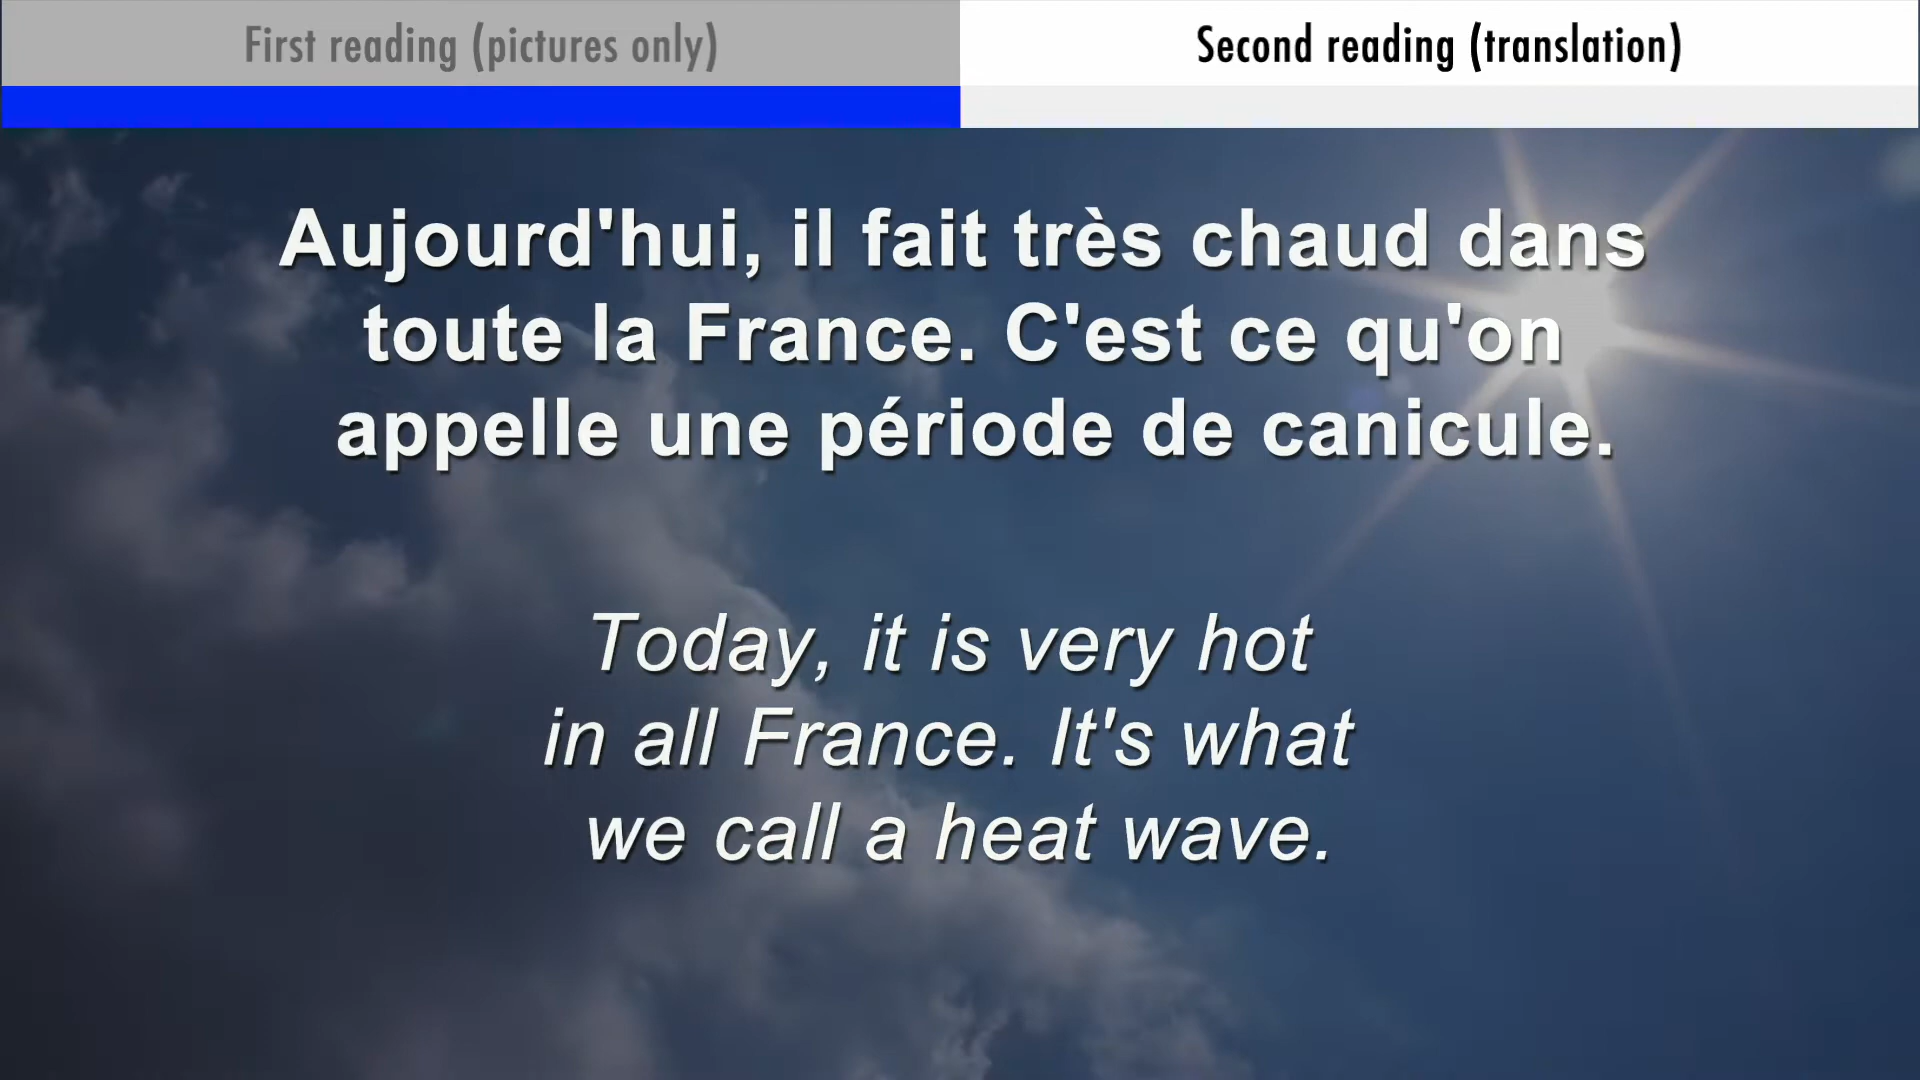 First reading (pictures only)
Second reading (translation)
Aujourd'hui, il fait très chaud dans
toute la France. C'est ce qu'on
appelle une période de canicule.
Today, it is very hot
in all France. It's what
we call a heat wave.